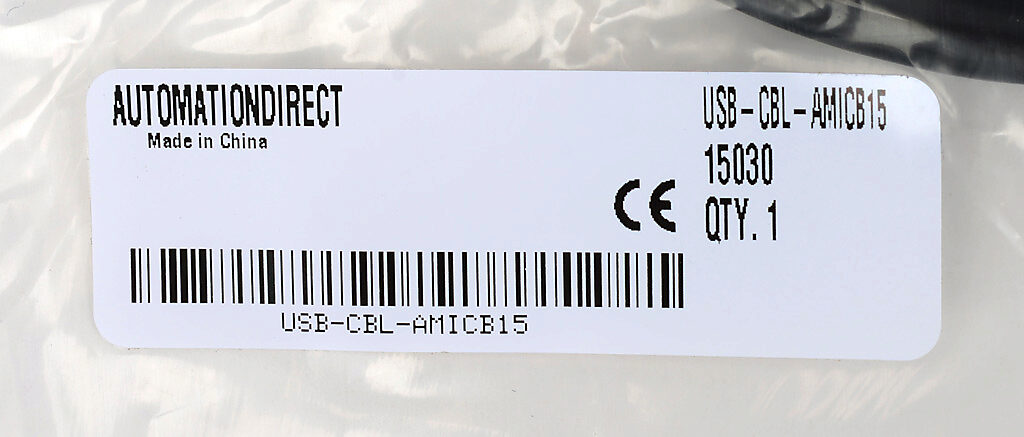 AUTOMATIONDIRECT
Made in China
USB-CBL-AMICB15
15030
CE
QTY. 1
USB-CBL-AMICB15